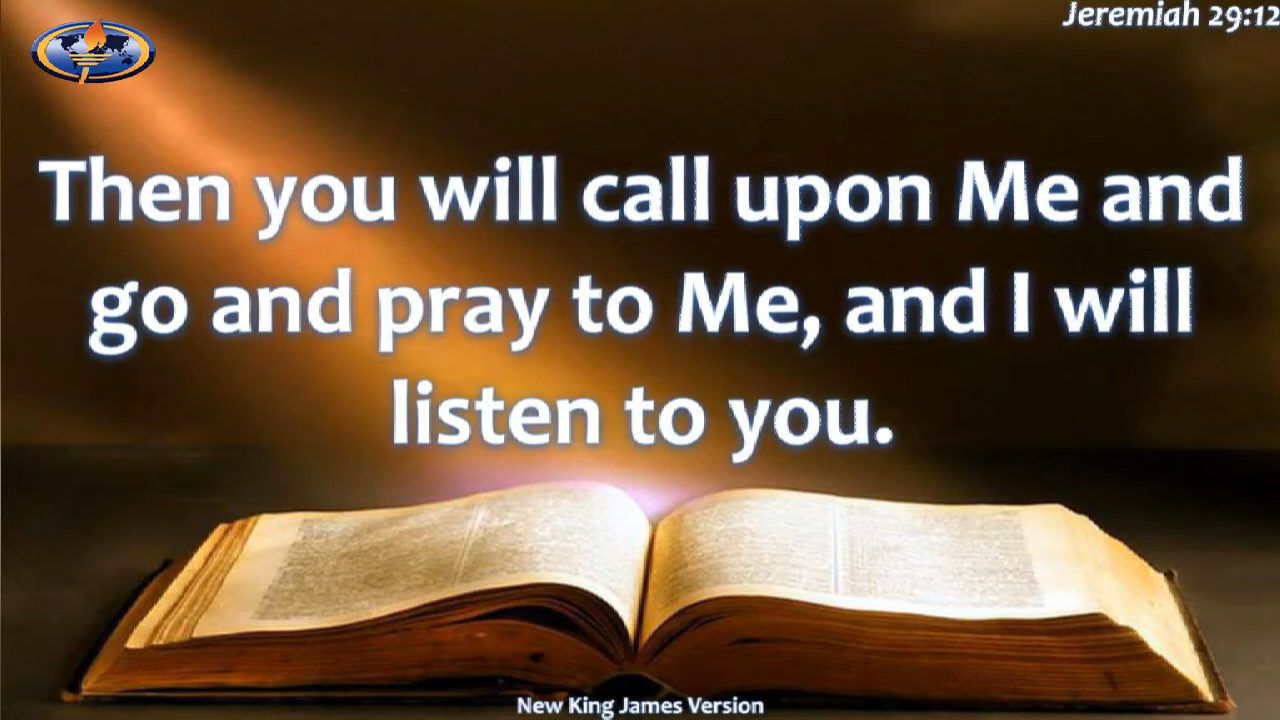 Jeremiah 29:12
Then you will call upon Me and
go and pray to Me, and I will
listen to you.
New King James Version